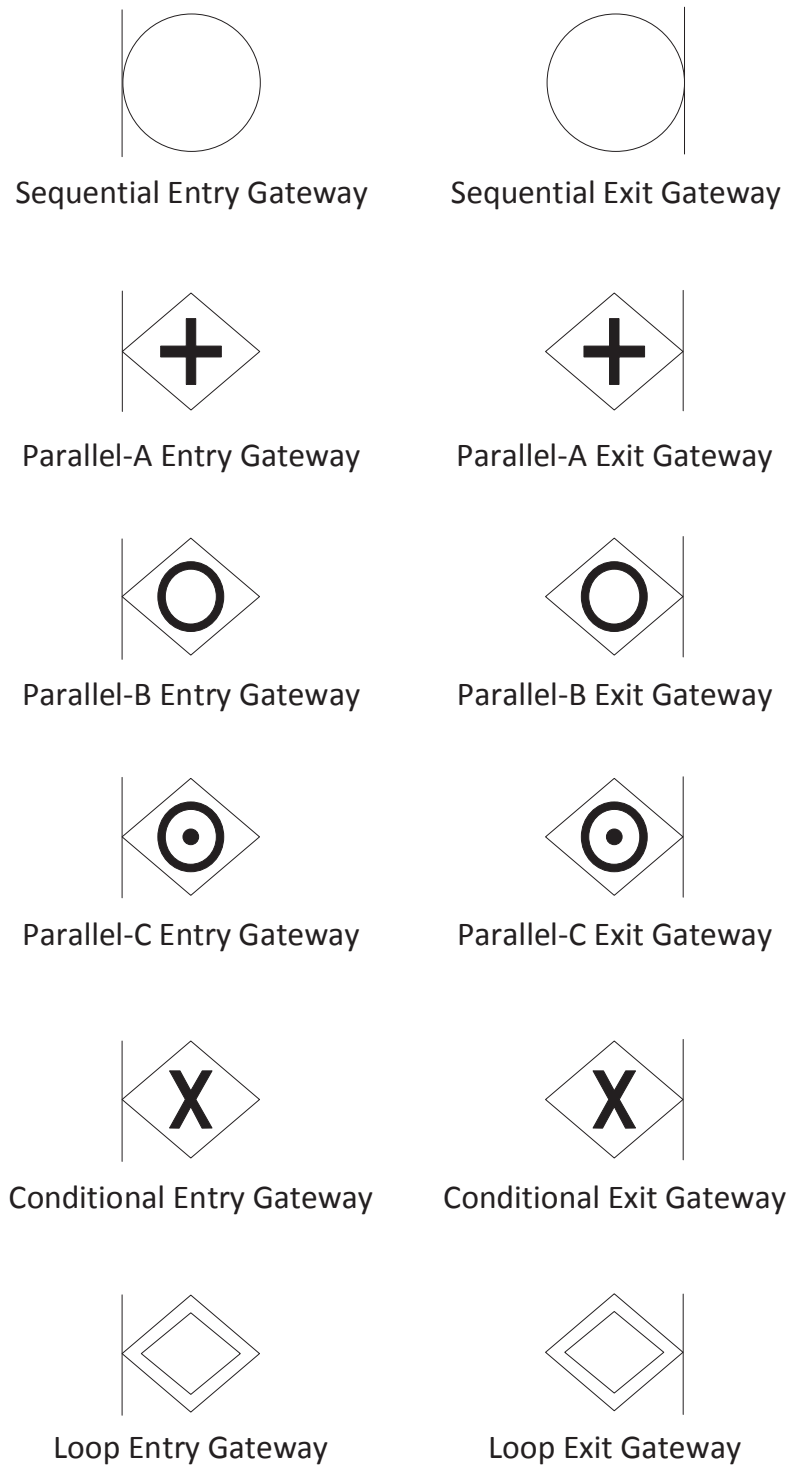 Sequential Entry Gateway
Sequential Exit Gateway
Parallel-A Entry Gateway
Parallel-A Exit Gateway
Parallel-B Entry Gateway
Parallel-B Exit Gateway
Parallel-C Entry Gateway
Parallel-C Exit Gateway
X
X
Conditional Entry Gateway
Conditional Exit Gateway
Loop Entry Gateway
Loop Exit Gateway